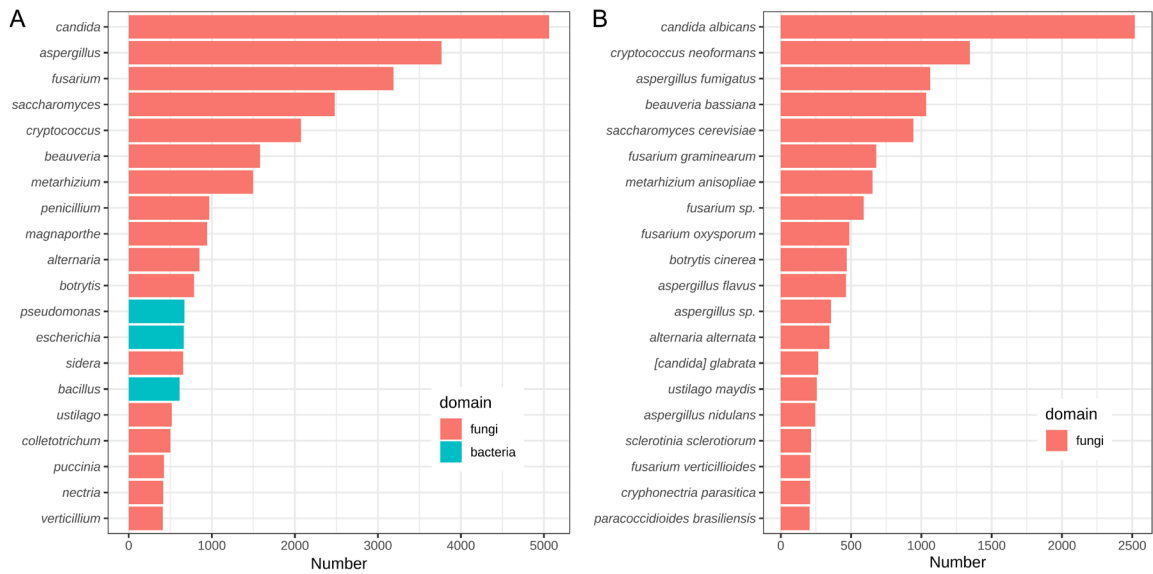 A
candida
aspergillus
fusarium
saccharomyces
cryptococcus
beauveria
metarhizium
penicillium
magnaporthe
alternaria
botrytis
pseudomonas
escherichia
sidera
bacillus
ustilago
colletotrichum
puccinia
nectria
verticillium
0 1000 2000 3000 4000 5000
Number
domain
fungi
bacteria
B
candida albicans
cryptococcus neoformans
aspergillus fumigatus
beauveria bassiana
saccharomyces cerevisiae
fusarium graminearum
metarhizium anisopliae
fusarium sp.
fusarium oxysporum
botrytis cinerea
aspergillus flavus
aspergillus sp.
alternaria alternata
[candida] glabrata
ustilago maydis
aspergillus nidulans
sclerotinia sclerotiorum
fusarium verticillioides
cryphonectria parasitica
paracoccidioides brasiliensis
0 500 1000 1500 2000 2500
Number
domain
fungi